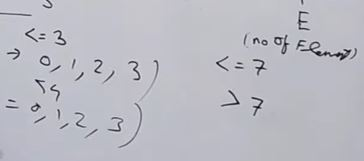 <= 3
→ 0, 1, 2, 3)
< 4
= 0, 1, 2, 3)
E
(no of Element)
<= 7
> 7